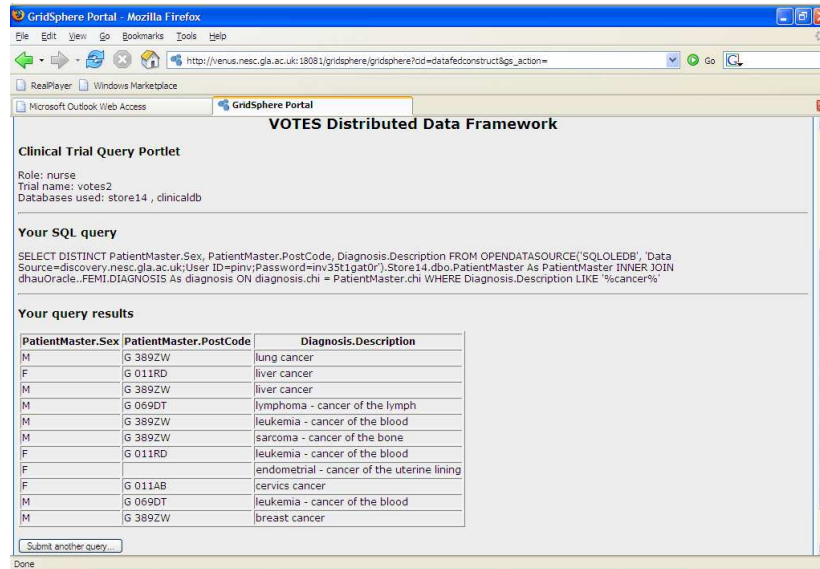 GridSphere Portal - Mozilla Firefox
File Edit View Go Bookmarks Tools Help
http://venus.nesc.gla.ac.uk:18081/gridsphere/gridsphere?cid=datafedconstruct&gs_action=
Go
RealPlayer Windows Marketplace
Microsoft Outlook Web Access GridSphere Portal
VOTES Distributed Data Framework
Clinical Trial Query Portlet
Role: nurse
Trial name: votes2
Databases used: store14 , clinicaldb
Your SQL query
SELECT DISTINCT PatientMaster.Sex, PatientMaster.PostCode, Diagnosis.Description FROM OPENDATASOURCE('SQLOLEDB', 'Data
Source=discovery.nesc.gla.ac.uk;User ID=pinv;Password=inv35t1gat0r').Store14.dbo.PatientMaster As PatientMaster INNER JOIN
dhauOracle..FEMI.DIAGNOSIS As diagnosis ON diagnosis.chi = PatientMaster.chi WHERE Diagnosis.Description LIKE '%cancer%'
Your query results
PatientMaster.Sex PatientMaster.PostCode Diagnosis.Description
M G 389ZW lung cancer
F G 011RD liver cancer
M G 389ZW liver cancer
M G 069DT lymphoma - cancer of the lymph
M G 389ZW leukemia - cancer of the blood
M G 389ZW sarcoma - cancer of the bone
F G 011RD leukemia - cancer of the blood
F endometrial - cancer of the uterine lining
F G 011AB cervics cancer
M G 069DT leukemia - cancer of the blood
M G 389ZW breast cancer
Submit another query...
Done